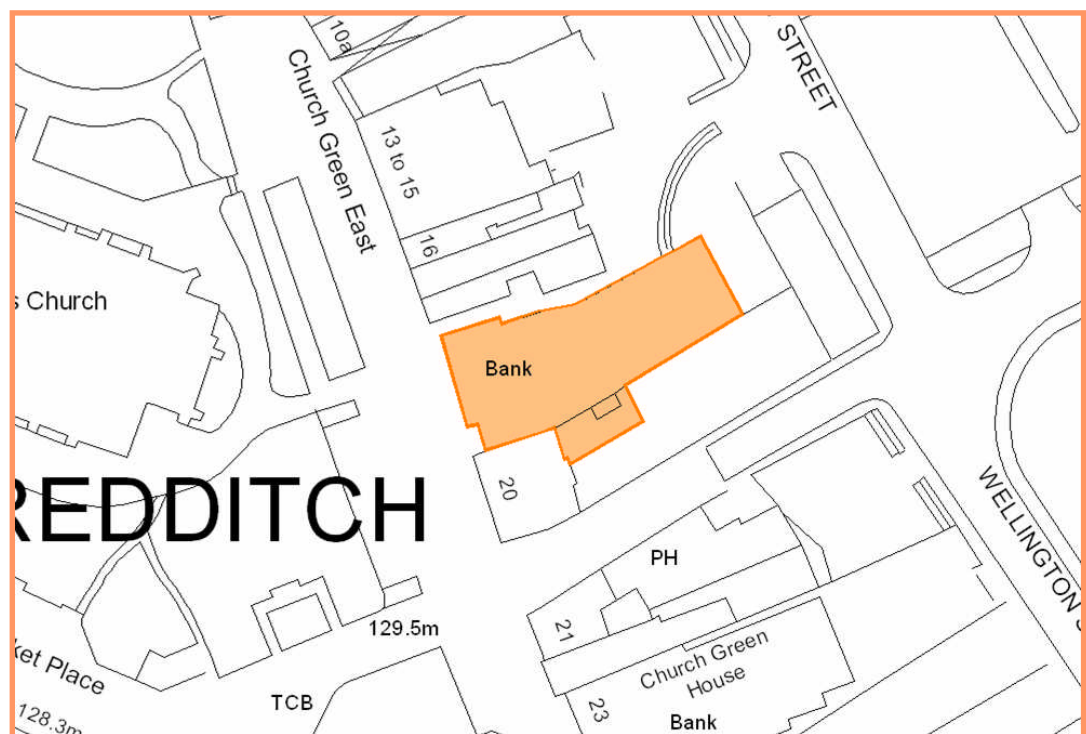 10a
STREET
Church Green East
13 to 15
16
s Church
Bank
20
REDDITCH
PH
WELLINGTON S
21
129.5m
Church Green
House
ket Place
TCB
23
Bank
128.3m